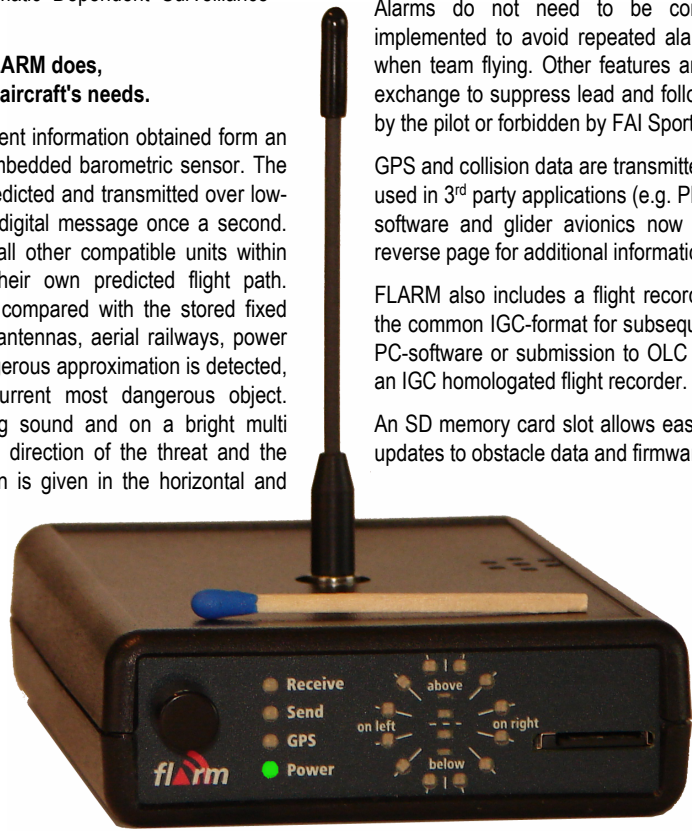 matic Dependent Surveillance
ARM does,
aircraft's needs.
ent information obtained form an
mbedded barometric sensor. The
edicted and transmitted over low-
digital message once a second.
all other compatible units within
heir own predicted flight path.
compared with the stored fixed
antennas, aerial railways, power
gerous approximation is detected,
urrent most dangerous object.
g sound and on a bright multi
direction of the threat and the
n is given in the horizontal and
Alarms do not need to be con
implemented to avoid repeated ala
when team flying. Other features ar
exchange to suppress lead and follo
by the pilot or forbidden by FAI Sport
GPS and collision data are transmitte
used in 3rd party applications (e.g. P
software and glider avionics now
reverse page for additional informatio
FLARM also includes a flight record
the common IGC-format for subsequ
PC-software or submission to OLC
an IGC homologated flight recorder.
An SD memory card slot allows eas
updates to obstacle data and firmwa
Receive
Send
GPS
Power
above
on left
on right
below
flarm